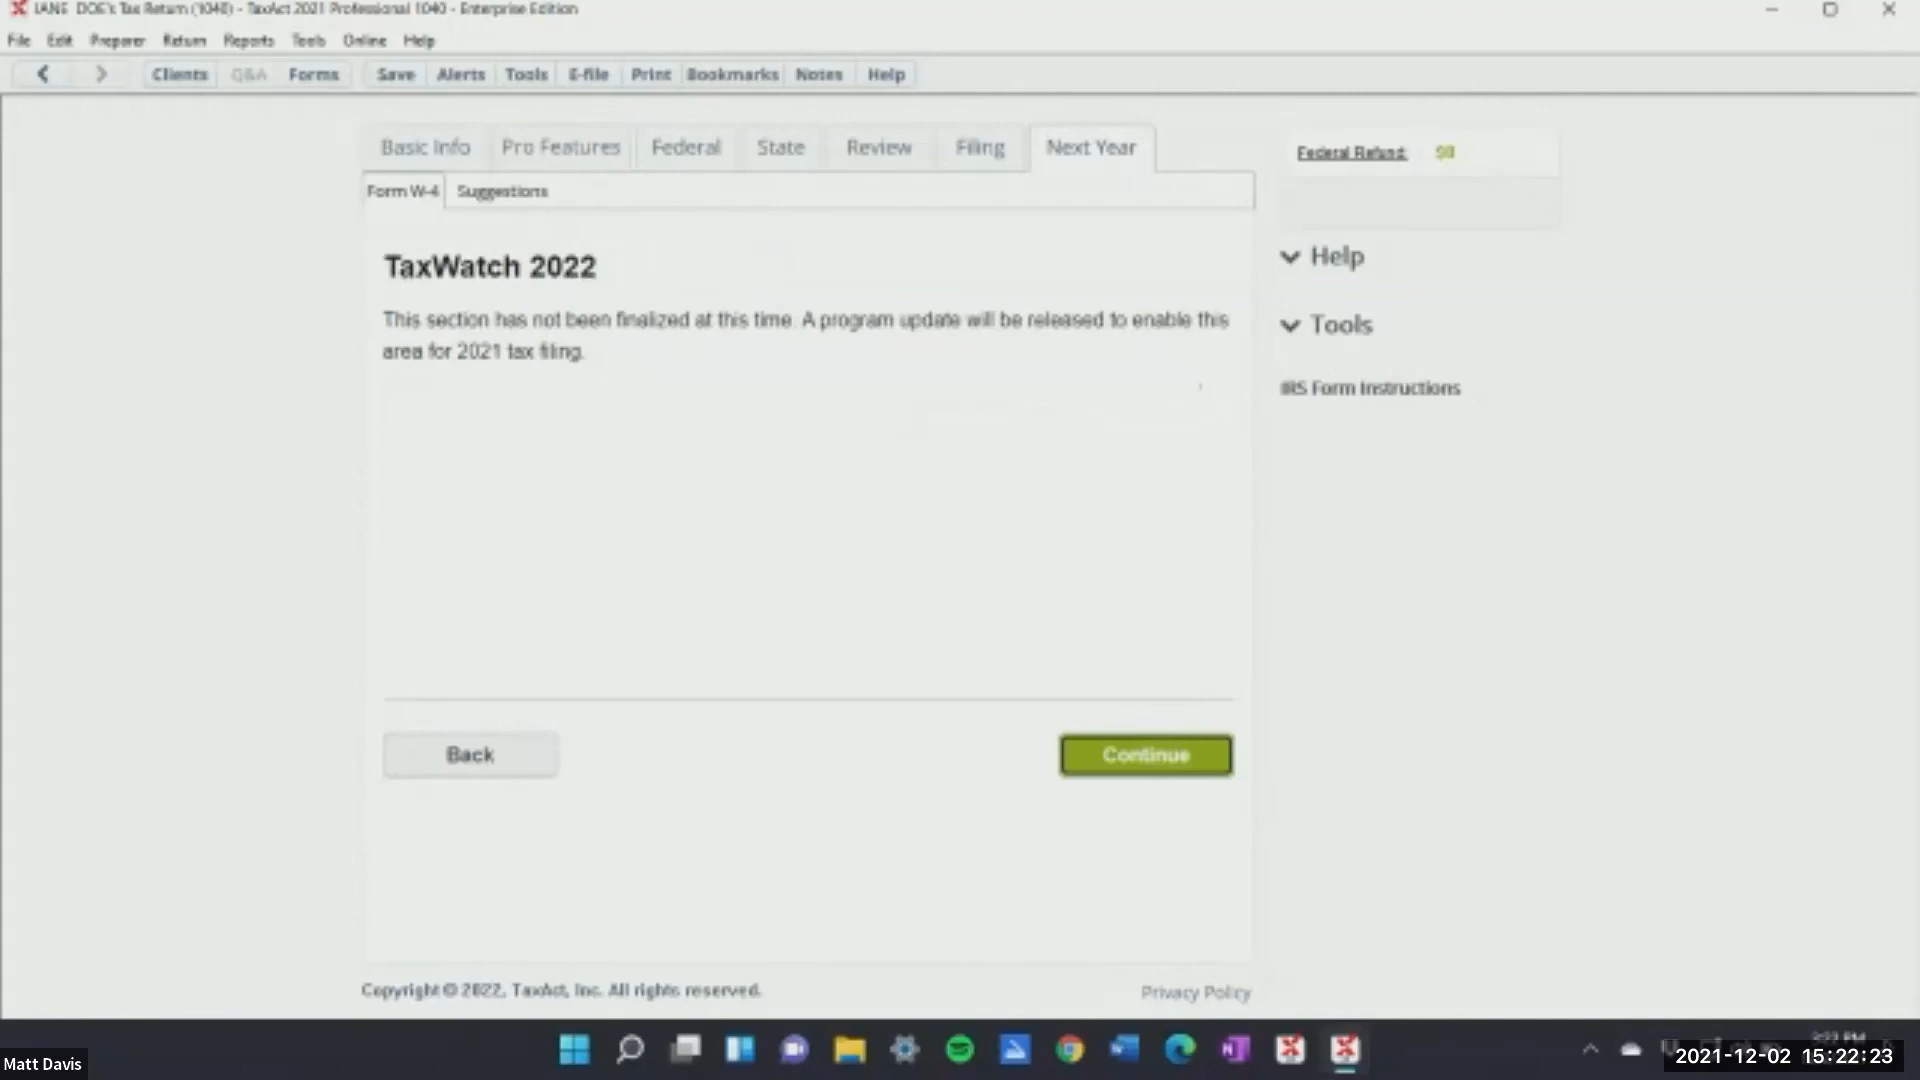 JANE DOE's Tax Return (1040) - TaxAct 2021 Professional 1040 - Enterprise Edition
File Edit Preparer Return Reports Tools Online Help
Clients Q&A Forms Save Alerts Tools E-file Print Bookmarks Notes Help
Basic Info Pro Features Federal State Review Filing Next Year
Federal Refund: $0
Form W-4 Suggestions
TaxWatch 2022
Help
This section has not been finalized at this time. A program update will be released to enable this
area for 2021 tax filing.
Tools
IRS Form Instructions
Back Continue
Copyright © 2022, TaxAct, Inc. All rights reserved.
Privacy Policy
Matt Davis
2021-12-02 15:22:23